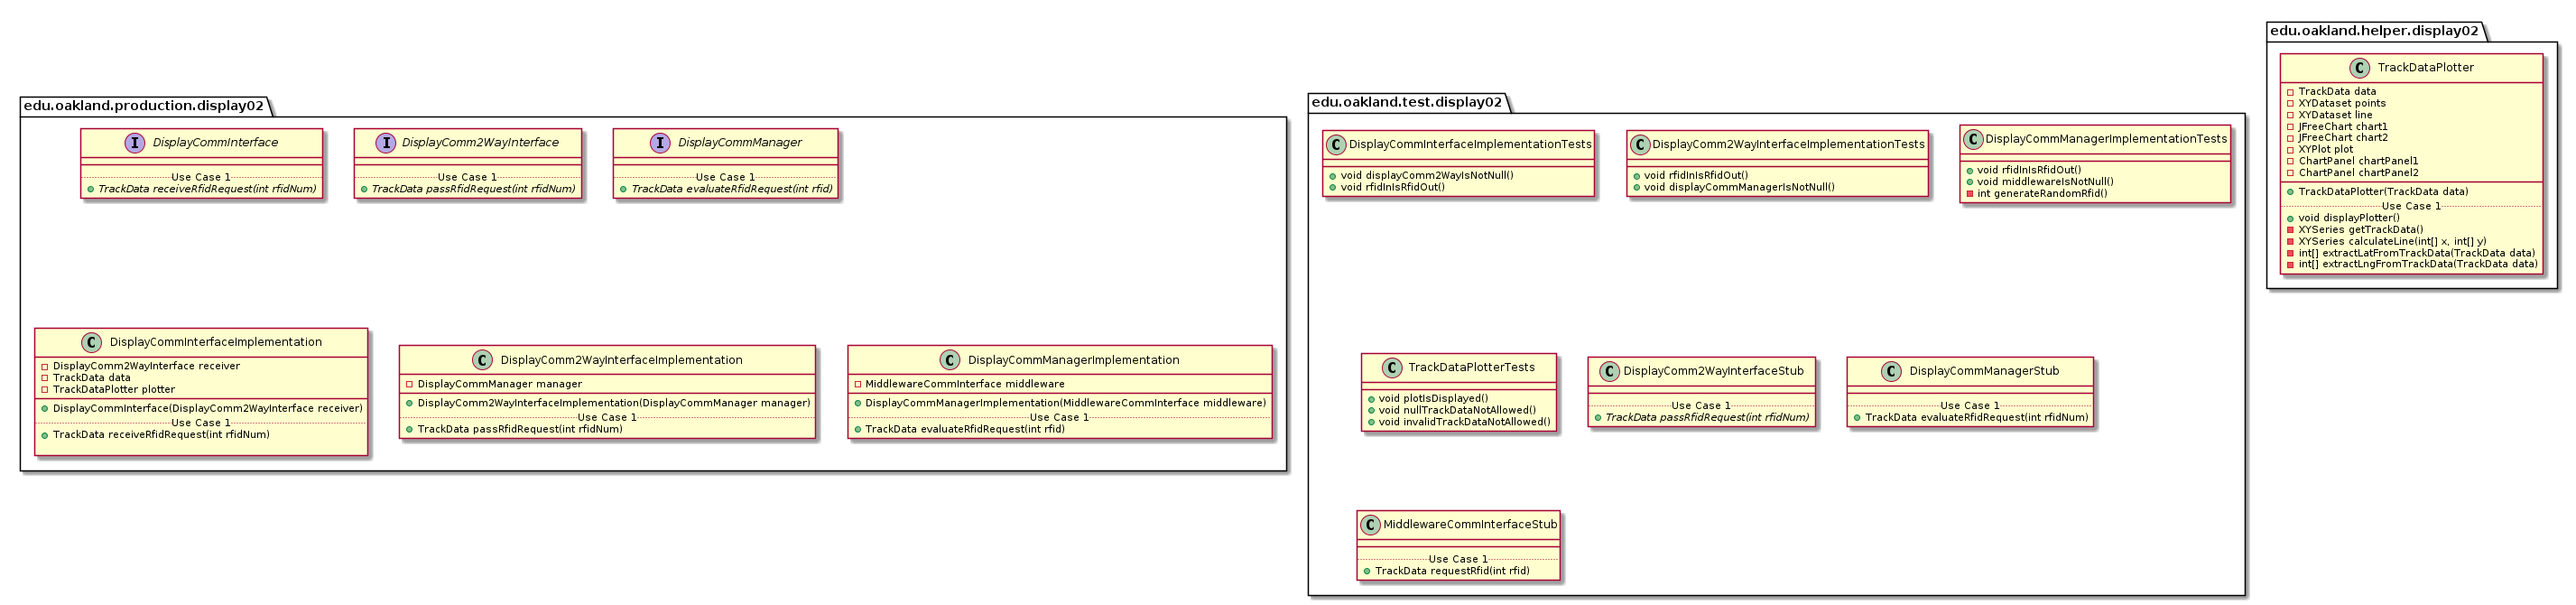 edu.oakland.production.display02
I DisplayCommInterface
Use Case 1
TrackData receiveRfidRequest(int rfidNum)
I DisplayComm2WayInterface
Use Case 1
TrackData passRfidRequest(int rfidNum)
I DisplayCommManager
Use Case 1
TrackData evaluateRfidRequest(int rfid)
C DisplayCommInterfaceImplementation
DisplayComm2WayInterface receiver
TrackData data
TrackDataPlotter plotter
DisplayCommInterface(DisplayComm2WayInterface receiver)
Use Case 1
TrackData receiveRfidRequest(int rfidNum)
C DisplayComm2WayInterfaceImplementation
DisplayCommManager manager
DisplayComm2WayInterfaceImplementation(DisplayCommManager manager)
Use Case 1
TrackData passRfidRequest(int rfidNum)
C DisplayCommManagerImplementation
MiddlewareCommInterface middleware
DisplayCommManagerImplementation(MiddlewareCommInterface middleware)
Use Case 1
TrackData evaluateRfidRequest(int rfid)
edu.oakland.test.display02
C DisplayCommInterfaceImplementationTests
void displayComm2WayIsNotNull()
void rfidInIsRfidOut()
C DisplayComm2WayInterfaceImplementationTests
void rfidInIsRfidOut()
void displayCommManagerIsNotNull()
C DisplayCommManagerImplementationTests
void rfidInIsRfidOut()
void middlewareIsNotNull()
int generateRandomRfid()
C TrackDataPlotterTests
void plotIsDisplayed()
void nullTrackDataNotAllowed()
void invalidTrackDataNotAllowed()
C DisplayComm2WayInterfaceStub
Use Case 1
TrackData passRfidRequest(int rfidNum)
C DisplayCommManagerStub
Use Case 1
TrackData evaluateRfidRequest(int rfidNum)
C MiddlewareCommInterfaceStub
Use Case 1
TrackData requestRfid(int rfid)
edu.oakland.helper.display02
C TrackDataPlotter
TrackData data
XYDataset points
XYDataset line
JFreeChart chart1
JFreeChart chart2
XYPlot plot
ChartPanel chartPanel1
ChartPanel chartPanel2
TrackDataPlotter(TrackData data)
Use Case 1
void displayPlotter()
XYSeries getTrackData()
XYSeries calculateLine(int[] x, int[] y)
int[] extractLatFromTrackData(TrackData data)
int[] extractLngFromTrackData(TrackData data)